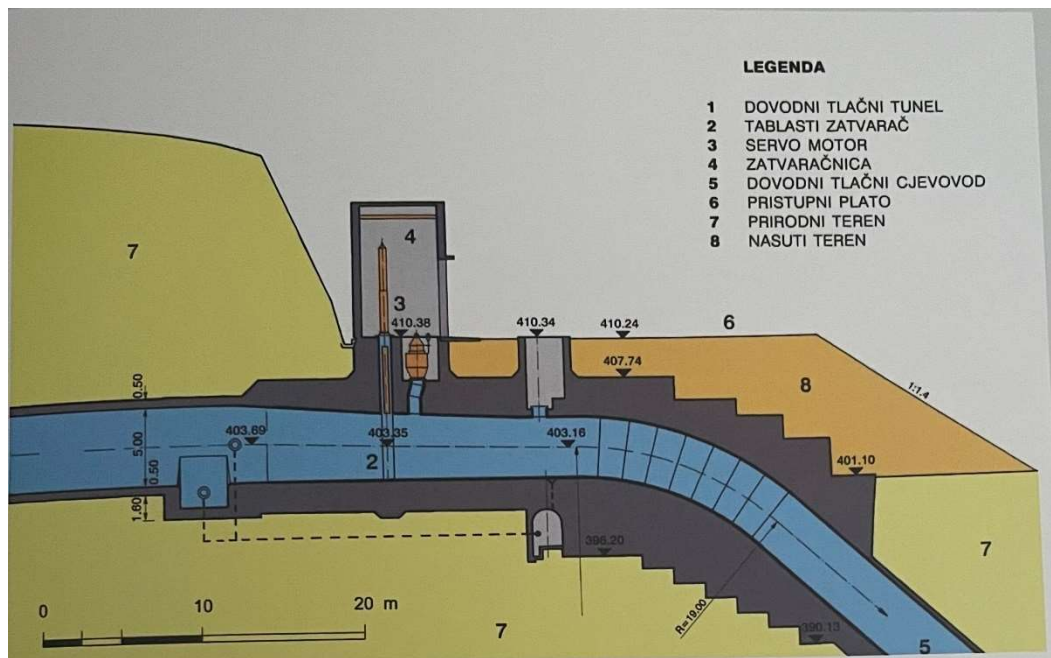 LEGENDA
1 DOVODNI TLAČNI TUNEL
2 TABLASTI ZATVARAČ
3 SERVO MOTOR
4 ZATVARAČNICA
5 DOVODNI TLAČNI CJEVOVOD
6 PRISTUPNI PLATO
7 PRIRODNI TEREN
8 NASUTI TEREN
7
4
3
410.38
410.34
410.24
6
407.74
8
1:1.4
0.50
5.00
0.50
1.60
403.69
403.35
403.16
2
401.10
396.20
7
R=19.00
390.13
5
7
0 10 20 m